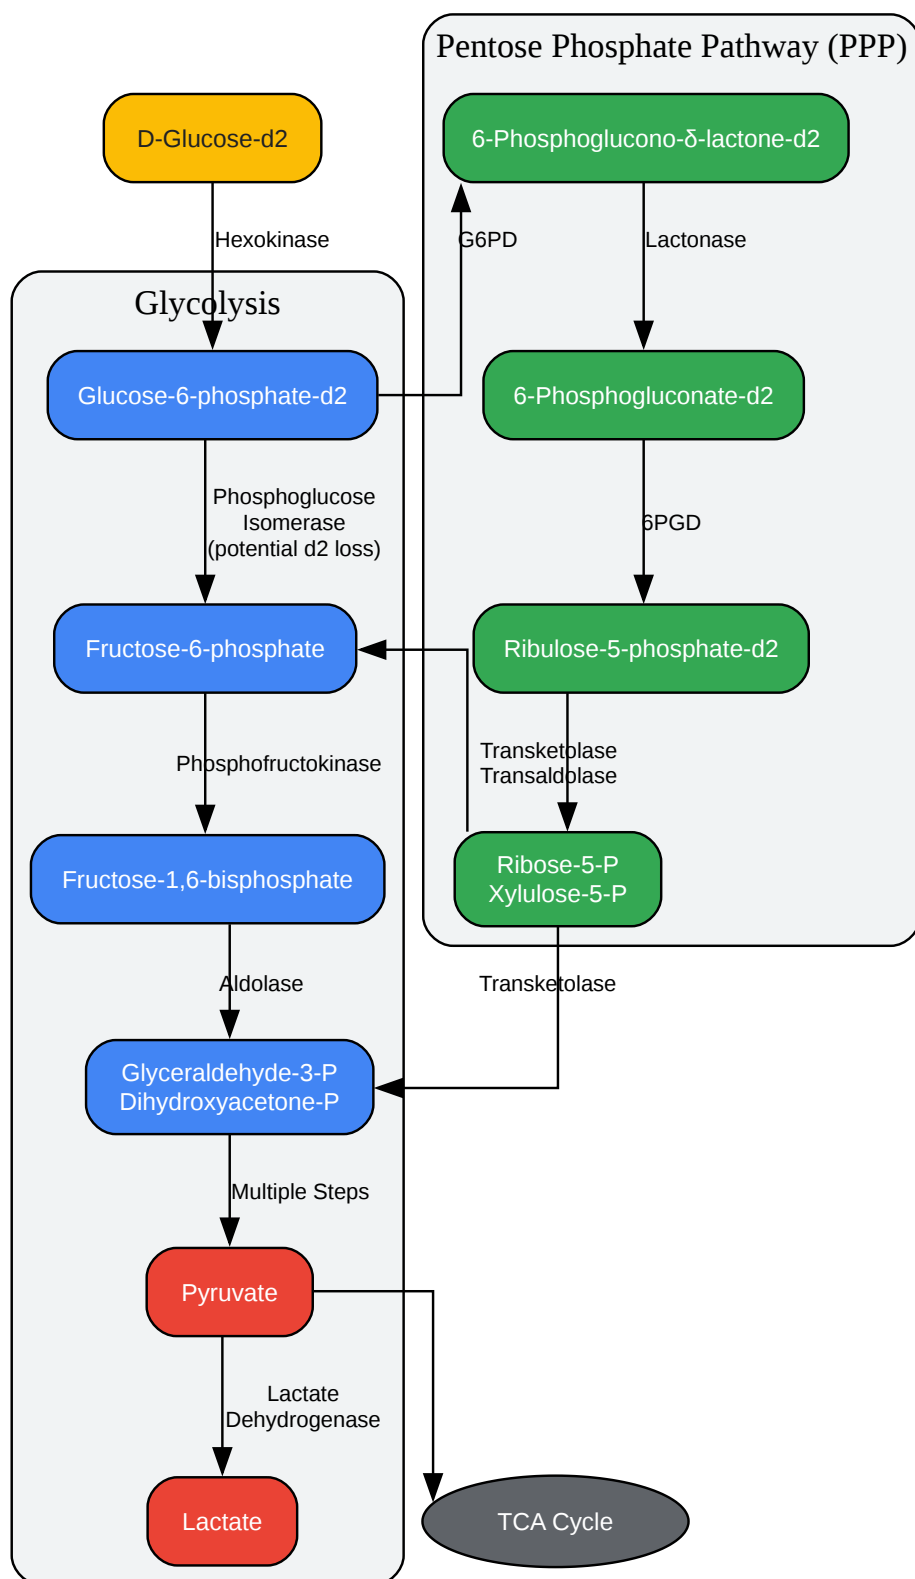 Pentose Phosphate Pathway (PPP)
D-Glucose-d2
6-Phosphoglucono-δ-lactone-d2
Hexokinase
G6PD
Lactonase
Glycolysis
Glucose-6-phosphate-d2
6-Phosphogluconate-d2
Phosphoglucose
Isomerase
(potential d2 loss)
6PGD
Fructose-6-phosphate
Ribulose-5-phosphate-d2
Phosphofructokinase
Transketolase
Transaldolase
Fructose-1,6-bisphosphate
Ribose-5-P
Xylulose-5-P
Aldolase
Transketolase
Glyceraldehyde-3-P
Dihydroxyacetone-P
Multiple Steps
Pyruvate
Lactate
Dehydrogenase
Lactate
TCA Cycle